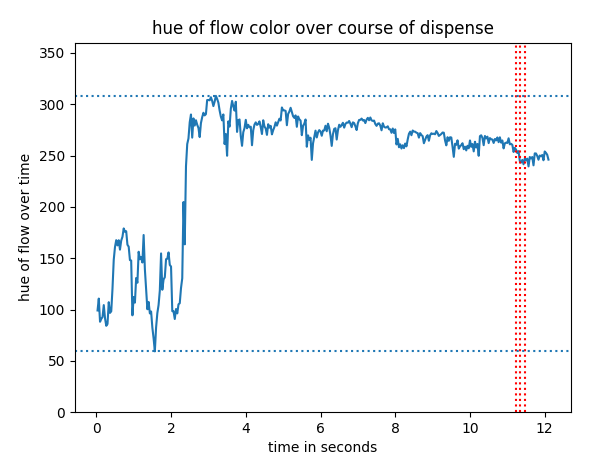 hue of flow color over course of dispense
350
300
250
200
150
100
50
0
hue of flow over time
0 2 4 6 8 10 12
time in seconds